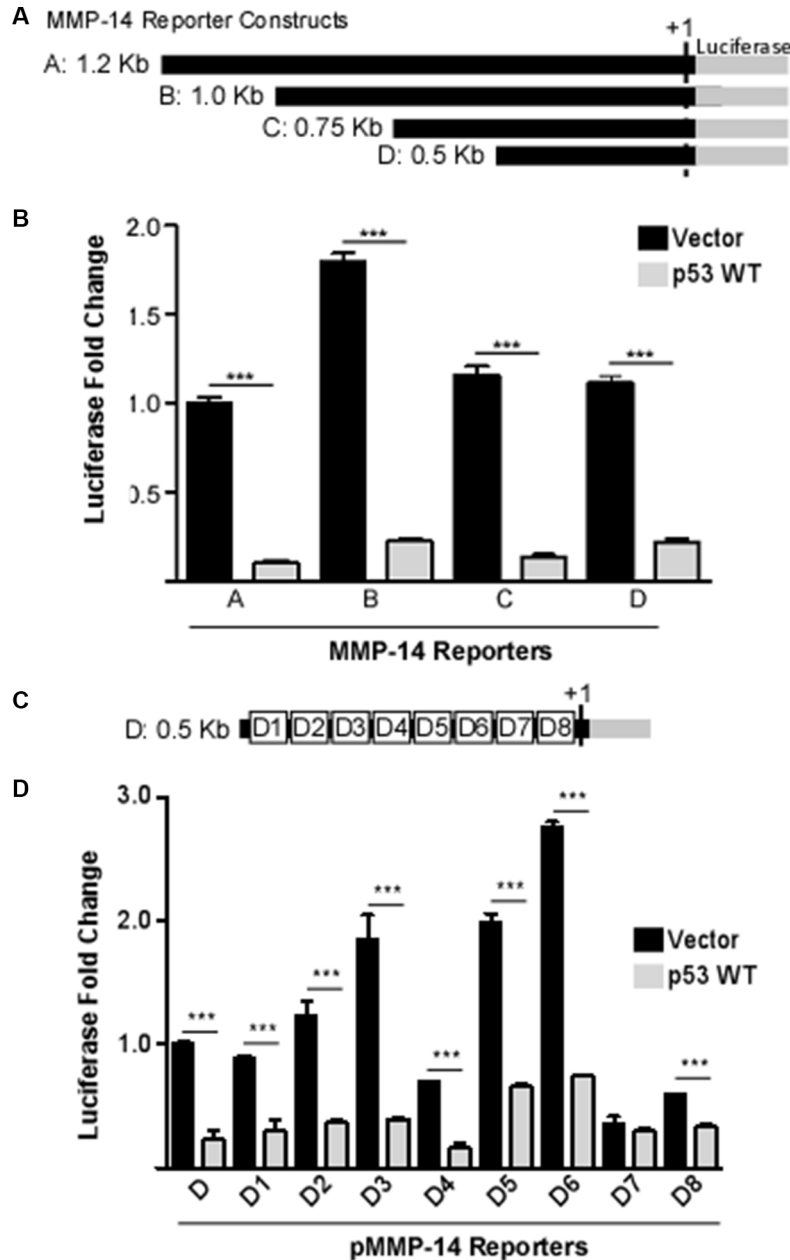 A MMP-14 Reporter Constructs
+1
Luciferase
A: 1.2 Kb
B: 1.0 Kb
C: 0.75 Kb
D: 0.5 Kb
B
Luciferase Fold Change
2.0
1.5
1.0
0.5
***
***
***
***
Vector
p53 WT
A B C D
MMP-14 Reporters
C
+1
D: 0.5 Kb D1 D2 D3 D4 D5 D6 D7 D8
D
Luciferase Fold Change
3.0
2.0
1.0
***
***
***
***
***
***
***
***
Vector
p53 WT
D D1 D2 D3 D4 D5 D6 D7 D8
pMMP-14 Reporters